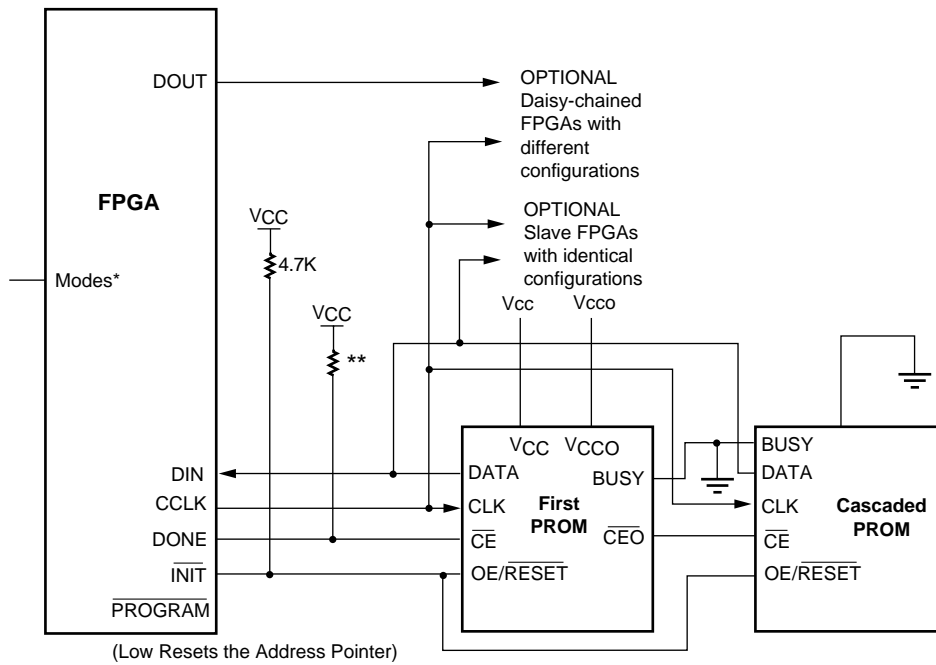 DOUT
OPTIONAL
Daisy-chained
FPGAs with
different
configurations
FPGA
OPTIONAL
Slave FPGAs
with identical
configurations
VCC
4.7K
Modes*
VCC
**
Vcc
Vcco
VCC
VCCO
BUSY
DATA
CLK
CE
OE/RESET
First
PROM
CEO
BUSY
DATA
CLK
CE
OE/RESET
Cascaded
PROM
DIN
CCLK
DONE
INIT
PROGRAM
(Low Resets the Address Pointer)